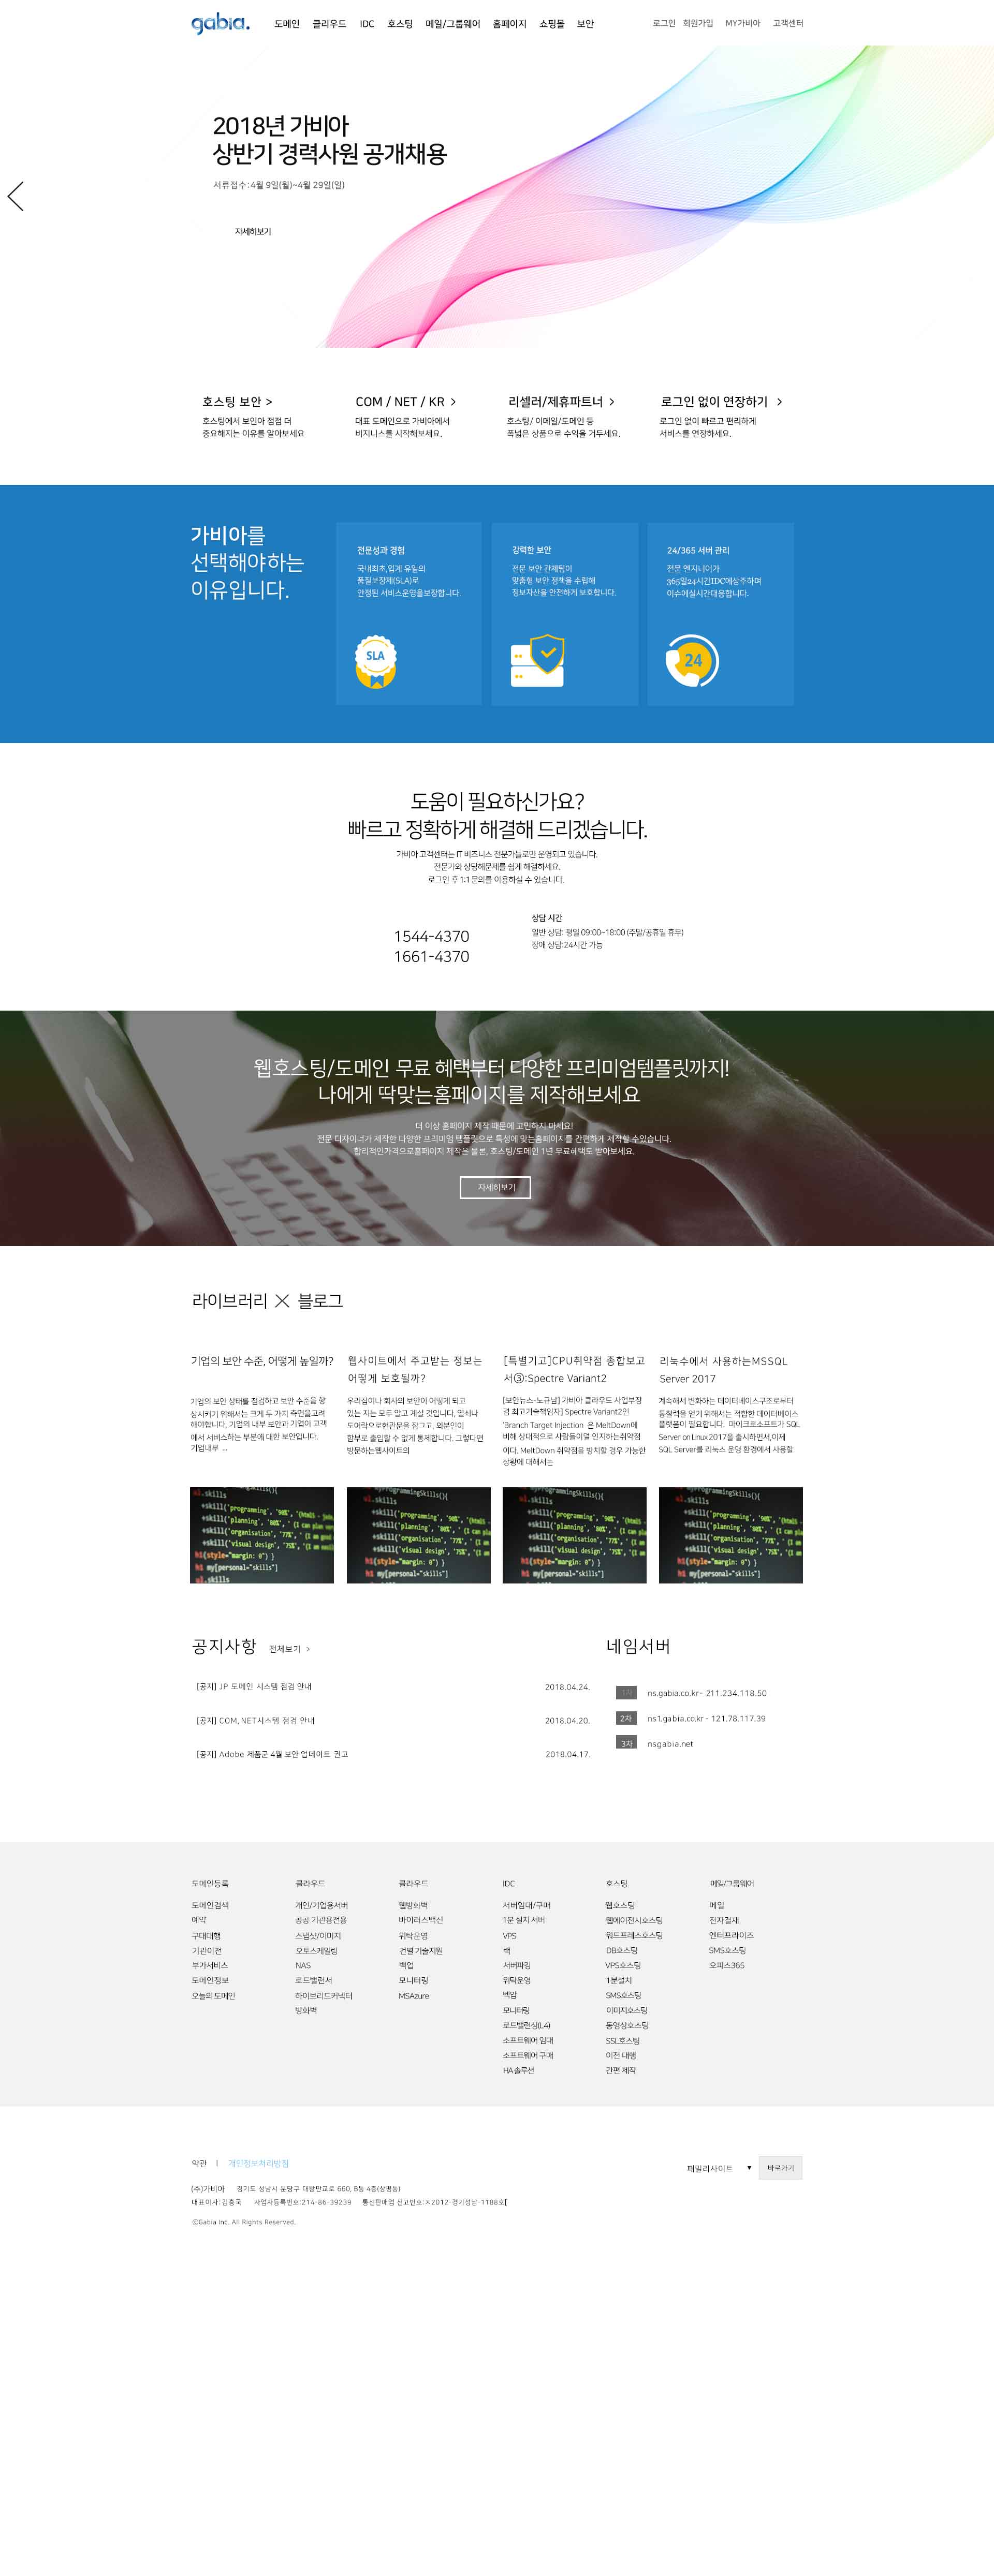 gabia.
도메인 클리우드 IDC 호스팅 메일/그룹웨어 홈페이지 쇼핑몰 보안
로그인 회원가입 MY가비아 고객센터
2018년 가비아
상반기 경력사원 공개채용
서류접수:4월 9일(월)~4월 29일(일)
자세히보기
호스팅 보안 >
호스팅에서 보인아 점점 더
중요해지는 이유를 알아보세요
COM / NET / KR >
대표 도메인으로 가비아에서
비지니스를 시작해보세요.
리셀러/제휴파트너 >
호스팅/ 이메일/도메인 등
폭넓은 상품으로 수익을 거두세요.
로그인 없이 연장하기 >
로그인 없이 빠르고 편리하게
서비스를 연장하세요.
가비아를
선택해야하는
이유입니다.
전문성과 경험
국내최초,업계 유일의
품질보장제(SLA)로
안정된 서비스운영을보장합니다.
SLA
강력한 보안
전문 보안 관제팀이
맞춤형 보안 정책을 수립해
정보자산을 안전하게 보호합니다.
24/365 서버 관리
전문 엔지니어가
365일24시간IDC에상주하며
이슈에실시간대응합니다.
24
도움이 필요하신가요?
빠르고 정확하게 해결해 드리겠습니다.
가비아 고객센터는 IT 비즈니스 전문가들로만 운영되고 있습니다.
전문가와 상담해문제를 쉽게 해결하세요.
로그인 후 1:1 문의를 이용하실 수 있습니다.
1544-4370
1661-4370
상담 시간
일반 상담: 평일 09:00~18:00 (주말/공휴일 휴무)
장애 상담:24시간 가능
웹호스팅/도메인 무료 혜택부터 다양한 프리미엄템플릿까지!
나에게 딱맞는홈페이지를 제작해보세요
더 이상 홈페이지 제작 때문에 고민하지 마세요!
전문 디자이너가 제작한 다양한 프리미엄 템플릿으로 특성에 맞는홈페이지를 간편하게 제작할 수있습니다.
합리적인가격으로홈페이지 제작은 물론, 호스팅/도메인 1년 무료혜택도 받아보세요.
자세히보기
라이브러리 X 블로그
기업의 보안 수준, 어떻게 높일까?
기업의 보안 상태를 점검하고 보안 수준을 향
상시키기 위해서는 크게 두 가지 측면을고려
해야합니다. 기업의 내부 보안과 기업이 고객
에서 서비스하는 부분에 대한 보안입니다.
기업내부 ...
웹사이트에서 주고받는 정보는
어떻게 보호될까?
우리집이나 회사의 보안이 어떻게 되고
있는 지는 모두 알고 계살 것입니다. 열쇠나
도어락으로현관문을 잠그고, 외분인이
함부로 출입할 수 없게 통제합니다. 그렇다면
방문하는웹사이트의
[특별기고]CPU취약점 종합보고
서③:Spectre Variant2
[보안뉴스-노규남] 가비아 클라우드 사업부장
겸 최고기술책임자] Spectre Variant2인
'Branch Target Injection 은 MeltDown에
비해 상대적으로 사람들이덜 인지하는취약점
이다. MeltDown 취약점을 방치할 경우 가능한
상황에 대해서는
리눅수에서 사용하는MSSQL
Server 2017
계속해서 변화하는 데이터베이스구조로부터
통찰력을 얻기 위해서는 적합한 데이터베이스
플랫폼이 필요합니다. 마이크로소프트가 SQL
Server on Linux 2017을 출시하면서,이제
SQL Server를 리눅스 운영 환경에서 사용할
공지사항 전체보기 >
[공지] JP 도메인 시스템 점검 안내 2018.04.24.
[공지] COM, NET시스템 점검 안내 2018.04.20.
[공지] Adobe 제품군 4월 보안 업데이트 권고 2018.04.17.
네임서버
1차 ns.gabia.co.kr- 211.234.118.50
2차 ns1.gabia.co.kr - 121.78.117.39
3차 nsgabia.net
도메인등록
도메인검색
예약
구대대행
기관이전
부가서비스
도메인정보
오늘의 도메인
클라우드
개인/기업용서버
공공 기관용전용
스냅샷/이미지
오토스케일링
NAS
로드밸런서
하이브리드커넥터
방화벽
클라우드
웹방화벽
바이러스백신
위탁운영
건별 기술지원
백업
모니터링
MSAzure
IDC
서버임대/구매
1분 설치 서버
VPS
랙
서버파킹
위탁운영
벡압
모니터링
로드밸런싱(L4)
소프트웨어 임대
소프트웨어 구매
HA 솔루션
호스팅
웹호스팅
웹에이전시호스팅
워드프레스호스팅
DB호스팅
VPS호스팅
1분설치
SMS호스팅
이미지호스팅
동영상호스팅
SSL호스팅
이전 대행
간편 제작
메일/그룹웨어
메일
전자결재
엔터프라이즈
SMS호스팅
오피스365
약관 | 개인정보처리방침
패밀리사이트 ▼ 바로가기
(주)가비아 경기도 성남시 분당구 대왕판교로 660, B동 4층(삼평동)
대표이사:김홍국 사업자등록번호:214-86-39239 통신판매업 신고번호:ㅈ2012-경기성남-1188호[
ⓒGabia Inc. All Rights Reserved.